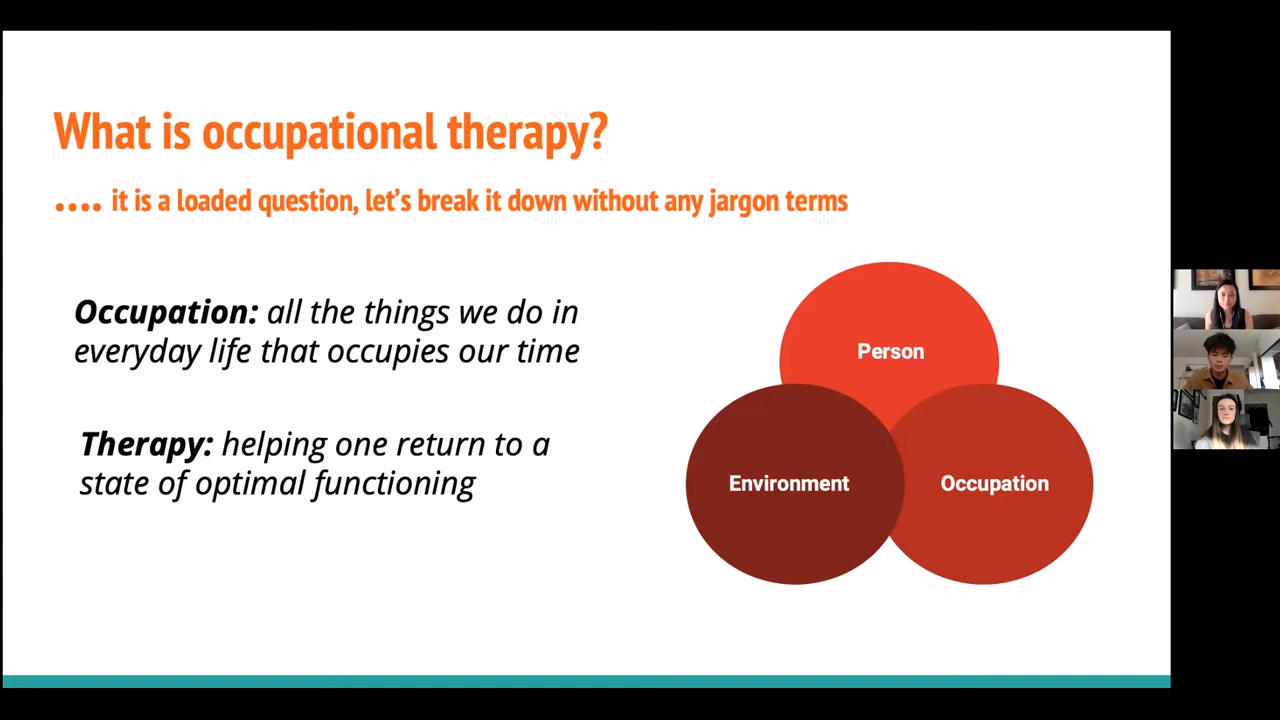 What is occupational therapy?
.... it is a loaded question, let's break it down without any jargon terms
Occupation: all the things we do in
everyday life that occupies our time
Therapy: helping one return to a
state of optimal functioning
Person
Environment
Occupation